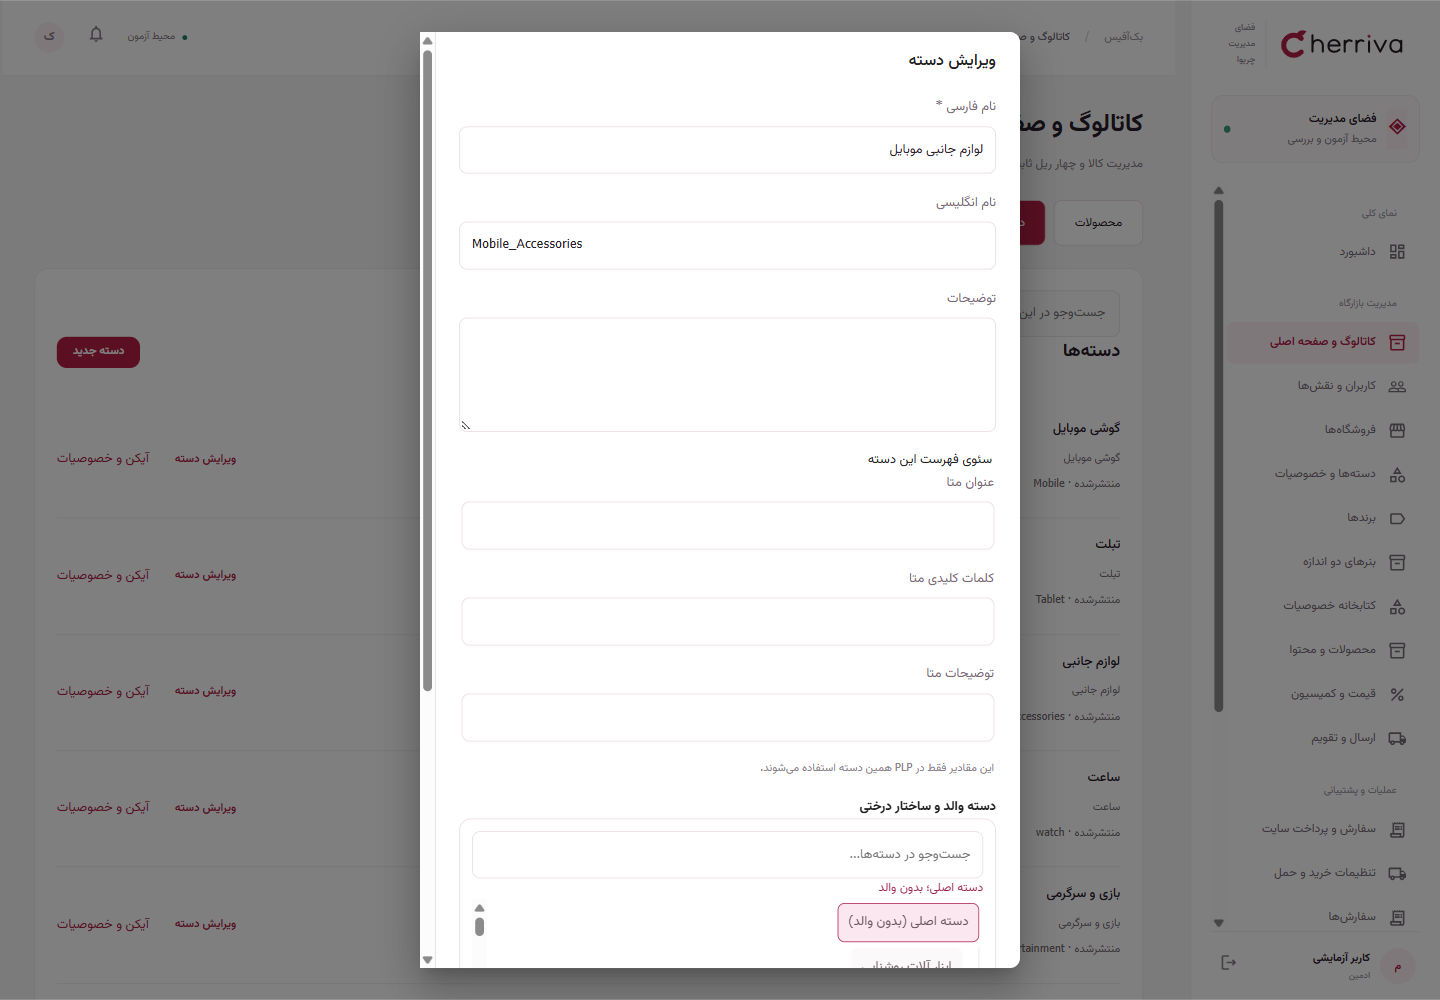 Cherriva
فضای
مدیریت
چریوا
فضای مدیریت
محیط آزمون و بررسی
نمای کلی
داشبورد
مدیریت بازارگاه
کاتالوگ و صفحه اصلی
کاربران و نقش‌ها
فروشگاه‌ها
دسته‌ها و خصوصیات
برندها
بنرهای دو اندازه
کتابخانه خصوصیات
محصولات و محتوا
قیمت و کمیسیون
ارسال و تقویم
عملیات و پشتیبانی
سفارش و پرداخت سایت
تنظیمات خرید و حمل
سفارش‌ها
م
کاربر آزمایشی
ادمین
بک‌آفیس / کاتالوگ و ص
محیط آزمون
ک
کاتالوگ و صف
مدیریت کالا و چهار ریل ثاب
محصولات
د
جست‌وجو در این
دسته‌ها
دسته جدید
گوشی موبایل
گوشی موبایل
منتشرشده · Mobile
ویرایش دسته
آیکن و خصوصیات
تبلت
تبلت
منتشرشده · Tablet
ویرایش دسته
آیکن و خصوصیات
لوازم جانبی
لوازم جانبی
منتشرشده · ccessories
ویرایش دسته
آیکن و خصوصیات
ساعت
ساعت
منتشرشده · watch
ویرایش دسته
آیکن و خصوصیات
بازی و سرگرمی
بازی و سرگرمی
منتشرشده · rtainment
ویرایش دسته
آیکن و خصوصیات
ویرایش دسته
نام فارسی *
لوازم جانبی موبایل
نام انگلیسی
Mobile_Accessories
توضیحات
سئوی فهرست این دسته
عنوان متا
کلمات کلیدی متا
توضیحات متا
این مقادیر فقط در PLP همین دسته استفاده می‌شوند.
دسته والد و ساختار درختی
جست‌وجو در دسته‌ها...
دسته اصلی؛ بدون والد
دسته اصلی (بدون والد)